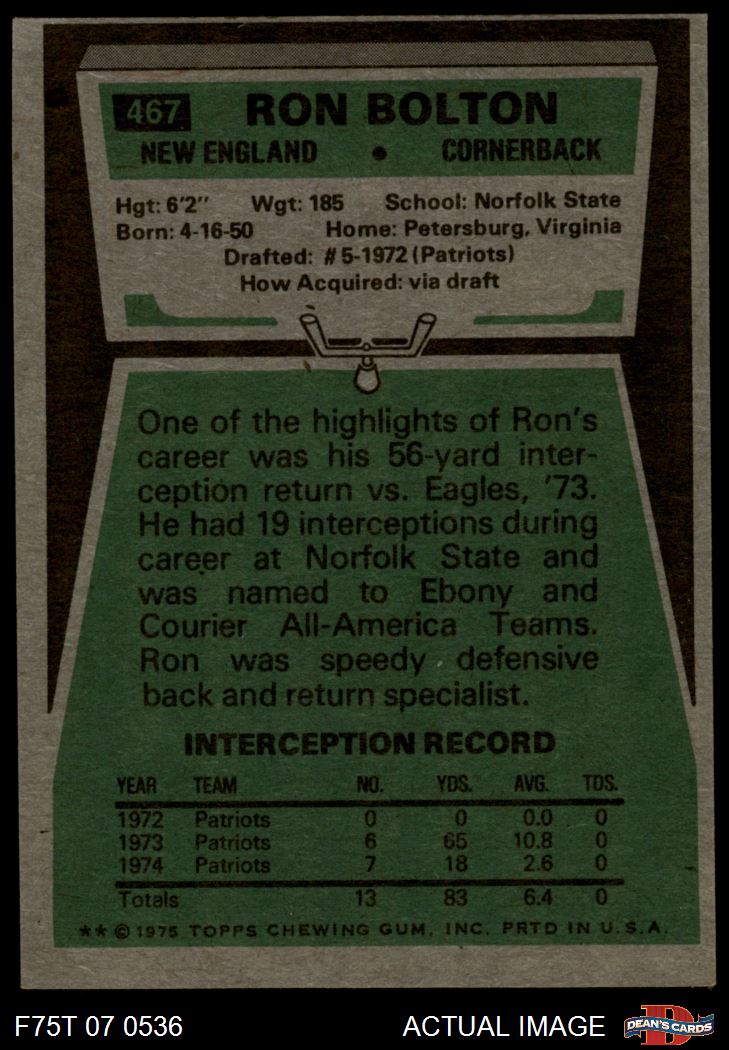 467 RON BOLTON
NEW ENGLAND • CORNERBACK
Hgt: 6'2" Wgt: 185 School: Norfolk State
Born: 4-16-50 Home: Petersburg, Virginia
Drafted: #5-1972 (Patriots)
How Acquired: via draft
One of the highlights of Ron's
career was his 56-yard inter-
ception return vs. Eagles, '73.
He had 19 interceptions during
career at Norfolk State and
was named to Ebony and
Courier All-America Teams.
Ron was speedy defensive
back and return specialist.
INTERCEPTION RECORD
YEAR TEAM NO. YDS. AVG. TDS.
1972 Patriots 0 0 0.0 0
1973 Patriots 6 65 10.8 0
1974 Patriots 7 18 2.6 0
Totals 13 83 6.4 0
** © 1975 TOPPS CHEWING GUM, INC. PRTD IN U.S.A.
F75T 07 0536 ACTUAL IMAGE D DEAN'S CARDS